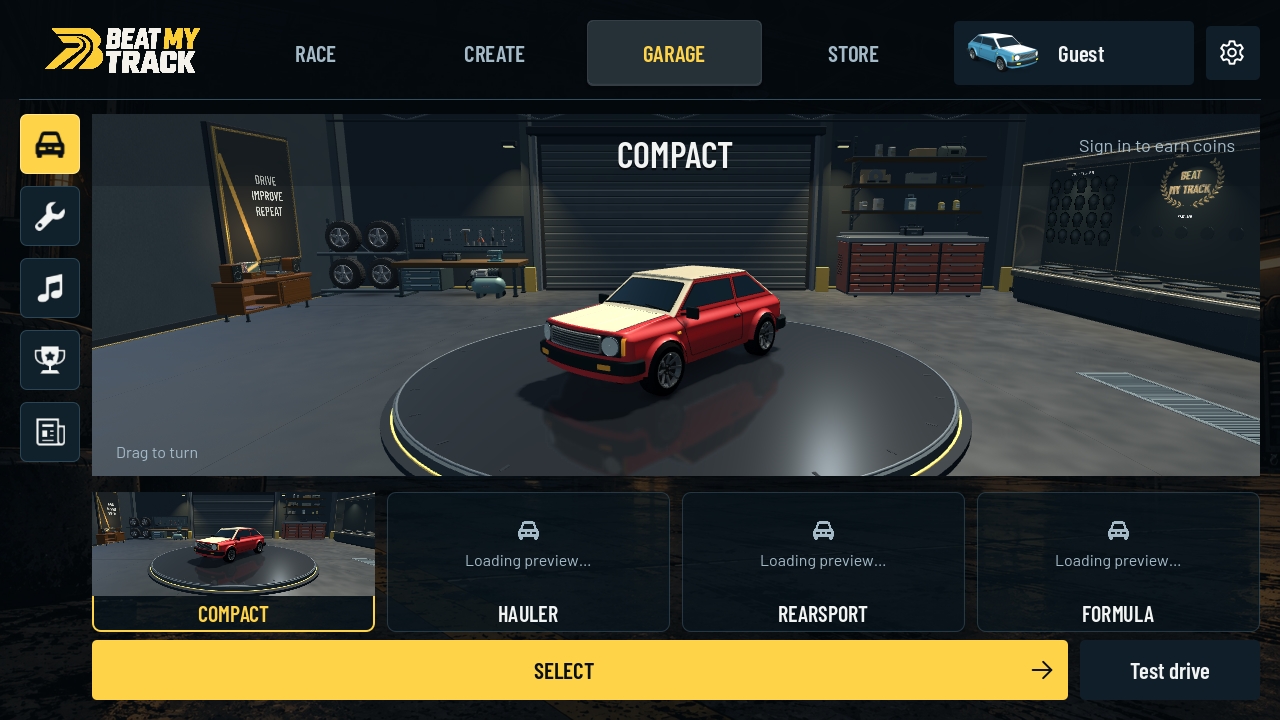 BEAT MY
TRACK
RACE
CREATE
GARAGE
STORE
Guest
COMPACT
Sign in to earn coins
DRIVE
IMPROVE
REPEAT
BEAT
MY TRACK
Drag to turn
COMPACT
Loading preview...
HAULER
Loading preview...
REARSPORT
Loading preview...
FORMULA
SELECT
Test drive